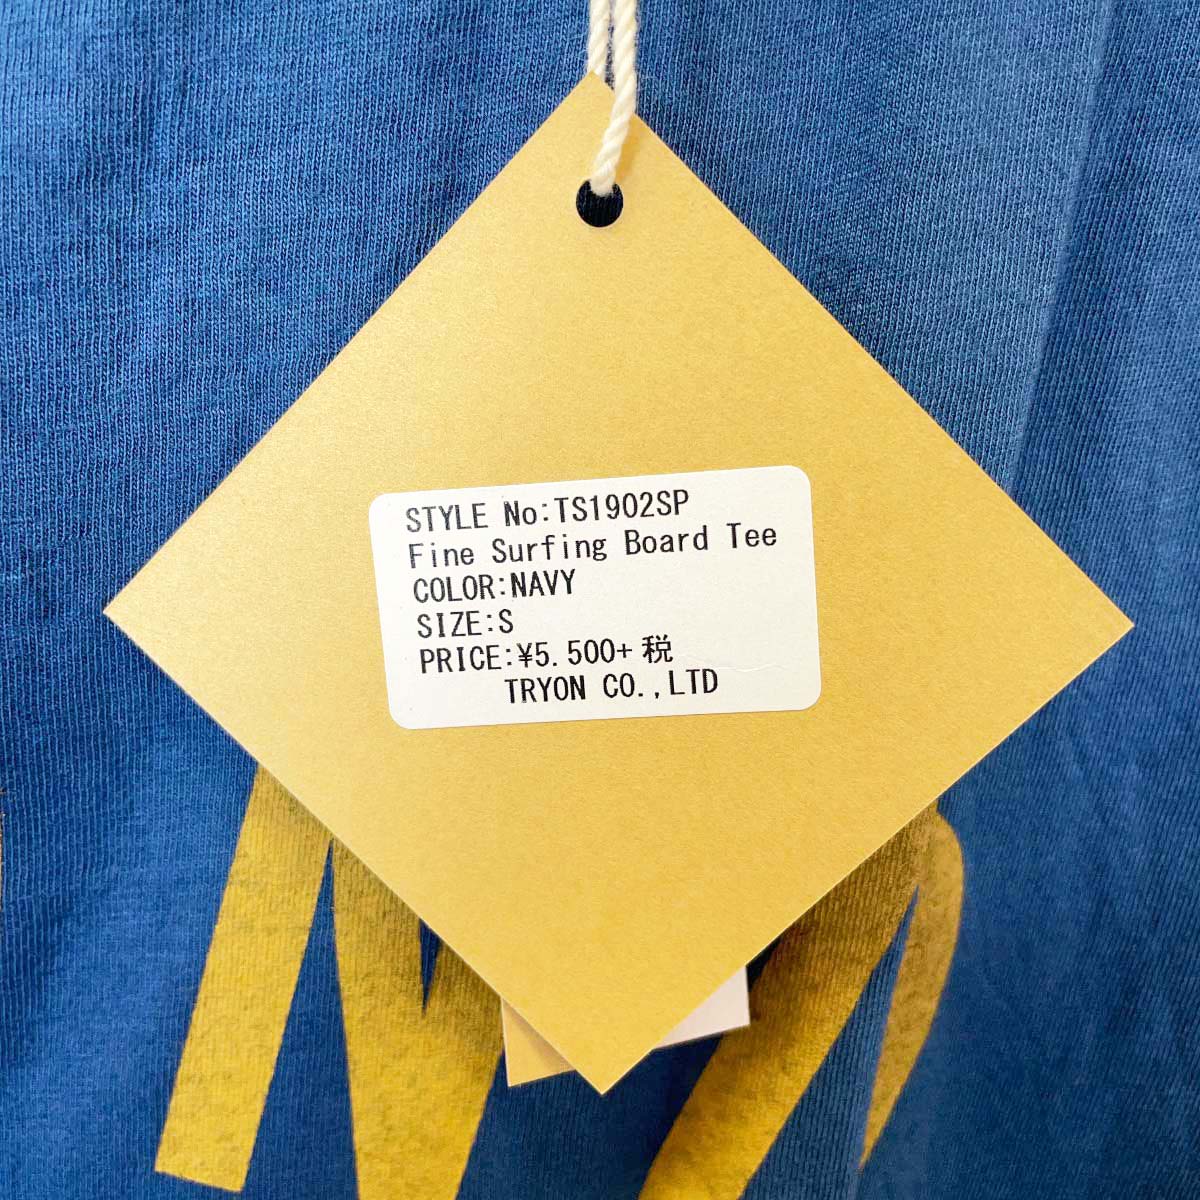 STYLE No:TS1902SP
Fine Surfing Board Tee
COLOR:NAVY
SIZE:S
PRICE:¥5.500+税
TRYON CO.,LTD